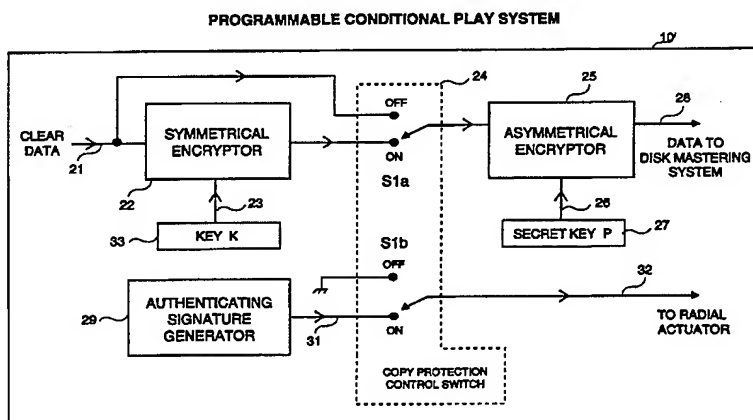 PROGRAMMABLE CONDITIONAL PLAY SYSTEM
10'
24
25
28
OFF
CLEAR
DATA
SYMMETRICAL
ENCRYPTOR
ASYMMETRICAL
ENCRYPTOR
DATA TO
DISK MASTERING
SYSTEM
21
ON
S1a
22
23
26
33
KEY K
SECRET KEY P
27
S1b
OFF
32
29
AUTHENTICATING
SIGNATURE
GENERATOR
31
ON
TO RADIAL
ACTUATOR
COPY PROTECTION
CONTROL SWITCH